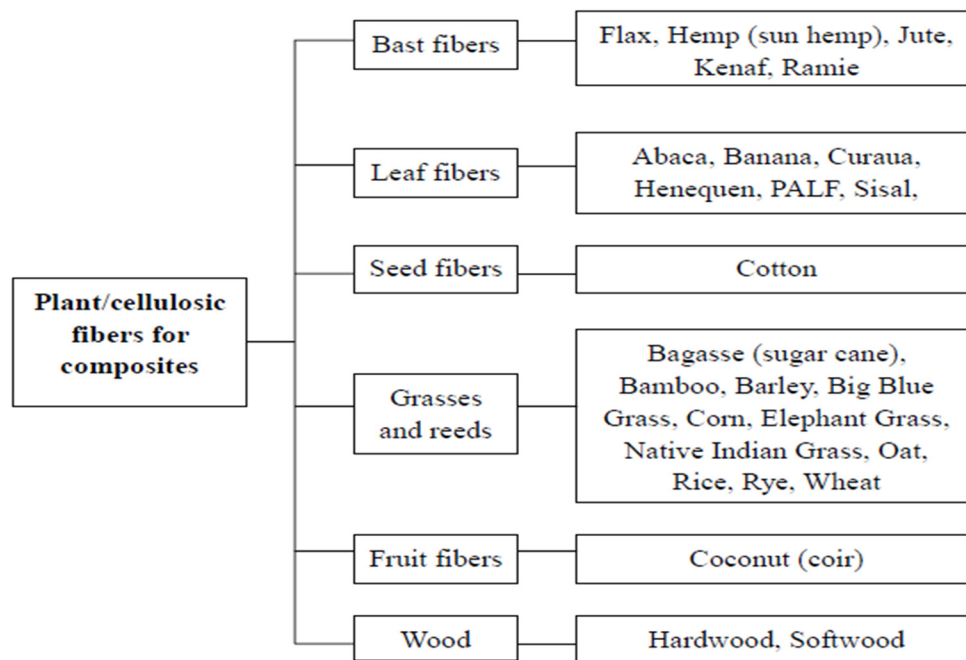 Plant/cellulosic
fibers for
composites
Bast fibers
Flax, Hemp (sun hemp), Jute,
Kenaf, Ramie
Leaf fibers
Abaca, Banana, Curaua,
Henequen, PALF, Sisal,
Seed fibers
Cotton
Grasses
and reeds
Bagasse (sugar cane),
Bamboo, Barley, Big Blue
Grass, Corn, Elephant Grass,
Native Indian Grass, Oat,
Rice, Rye, Wheat
Fruit fibers
Coconut (coir)
Wood
Hardwood, Softwood